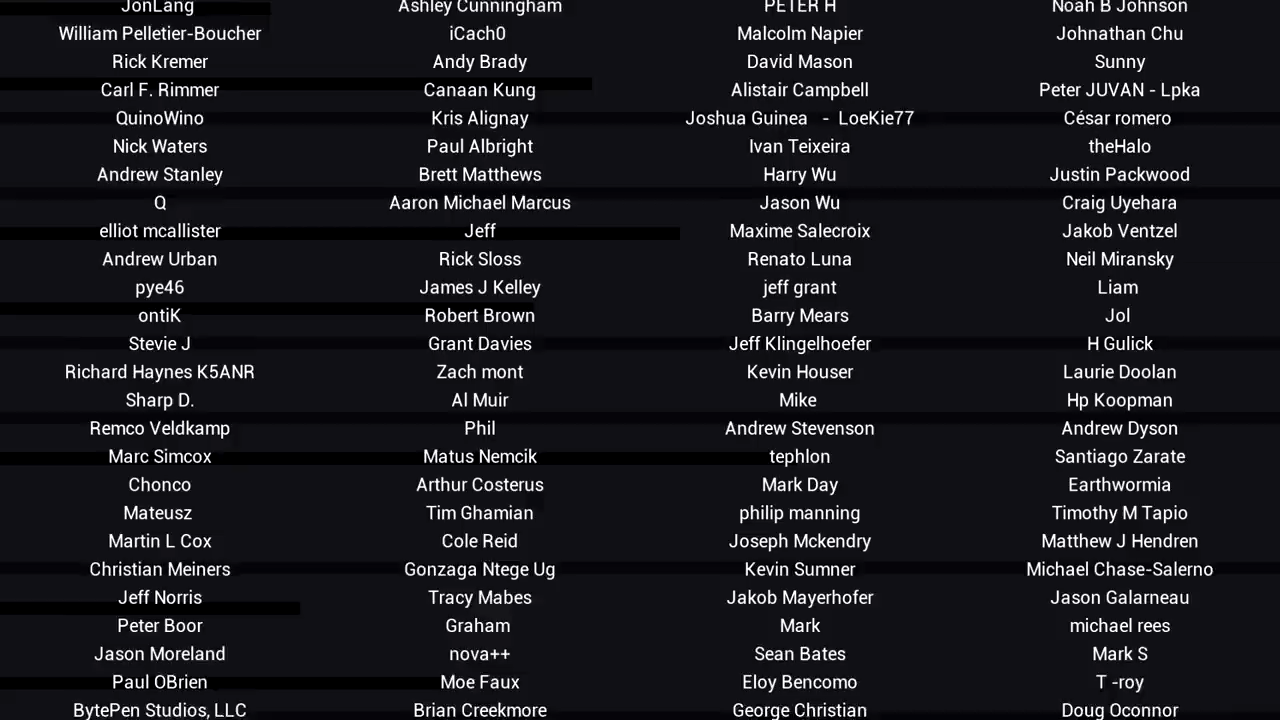 JonLang Ashley Cunningham PETER H Noah B Johnson
William Pelletier-Boucher iCach0 Malcolm Napier Johnathan Chu
Rick Kremer Andy Brady David Mason Sunny
Carl F. Rimmer Canaan Kung Alistair Campbell Peter JUVAN - Lpka
QuinoWino Kris Alignay Joshua Guinea - LoeKie77 César romero
Nick Waters Paul Albright Ivan Teixeira theHalo
Andrew Stanley Brett Matthews Harry Wu Justin Packwood
Q Aaron Michael Marcus Jason Wu Craig Uyehara
elliot mcallister Jeff Maxime Salecroix Jakob Ventzel
Andrew Urban Rick Sloss Renato Luna Neil Miransky
pye46 James J Kelley jeff grant Liam
ontiK Robert Brown Barry Mears Jol
Stevie J Grant Davies Jeff Klingelhoefer H Gulick
Richard Haynes K5ANR Zach mont Kevin Houser Laurie Doolan
Sharp D. Al Muir Mike Hp Koopman
Remco Veldkamp Phil Andrew Stevenson Andrew Dyson
Marc Simcox Matus Nemcik tephlon Santiago Zarate
Chonco Arthur Costerus Mark Day Earthwormia
Mateusz Tim Ghamian philip manning Timothy M Tapio
Martin L Cox Cole Reid Joseph Mckendry Matthew J Hendren
Christian Meiners Gonzaga Ntege Ug Kevin Sumner Michael Chase-Salerno
Jeff Norris Tracy Mabes Jakob Mayerhofer Jason Galarneau
Peter Boor Graham Mark michael rees
Jason Moreland nova++ Sean Bates Mark S
Paul OBrien Moe Faux Eloy Bencomo T -roy
BytePen Studios, LLC Brian Creekmore George Christian Doug Oconnor